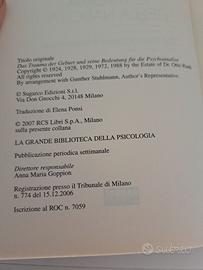 Titolo originale
Das Trauma der Geburt und seine Bedeutung für die Psychoanalyse
Copyright © 1924, 1928, 1929, 1972, 1988 by the Estate of Dr. Otto Rank
All rights reserved
By arrangement with Gunter Stuhlmann, Author's Representative.
© Sugarco Edizioni S.r.l.
Via Don Gnocchi 4, 20148 Milano
Traduzione di Elena Ponsi
© 2007 RCS Libri S.p.A., Milano
sulla presente collana
LA GRANDE BIBLIOTECA DELLA PSICOLOGIA
Pubblicazione periodica settimanale
Direttore responsabile
Anna Maria Goppion
Registrazione presso il Tribunale di Milano
n. 774 del 15.12.2006
Iscrizione al ROC n. 7059
subito.it